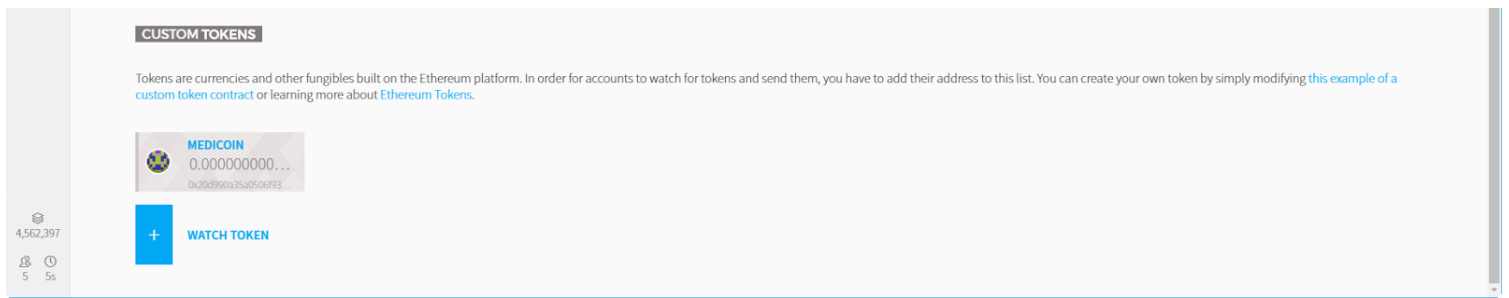 CUSTOM TOKENS
Tokens are currencies and other fungibles built on the Ethereum platform. In order for accounts to watch for tokens and send them, you have to add their address to this list. You can create your own token by simply modifying this example of a
custom token contract or learning more about Ethereum Tokens.
MEDICOIN
0.000000000...
0x20d990a35a0506f93...
4,562,397
WATCH TOKEN
5 5s